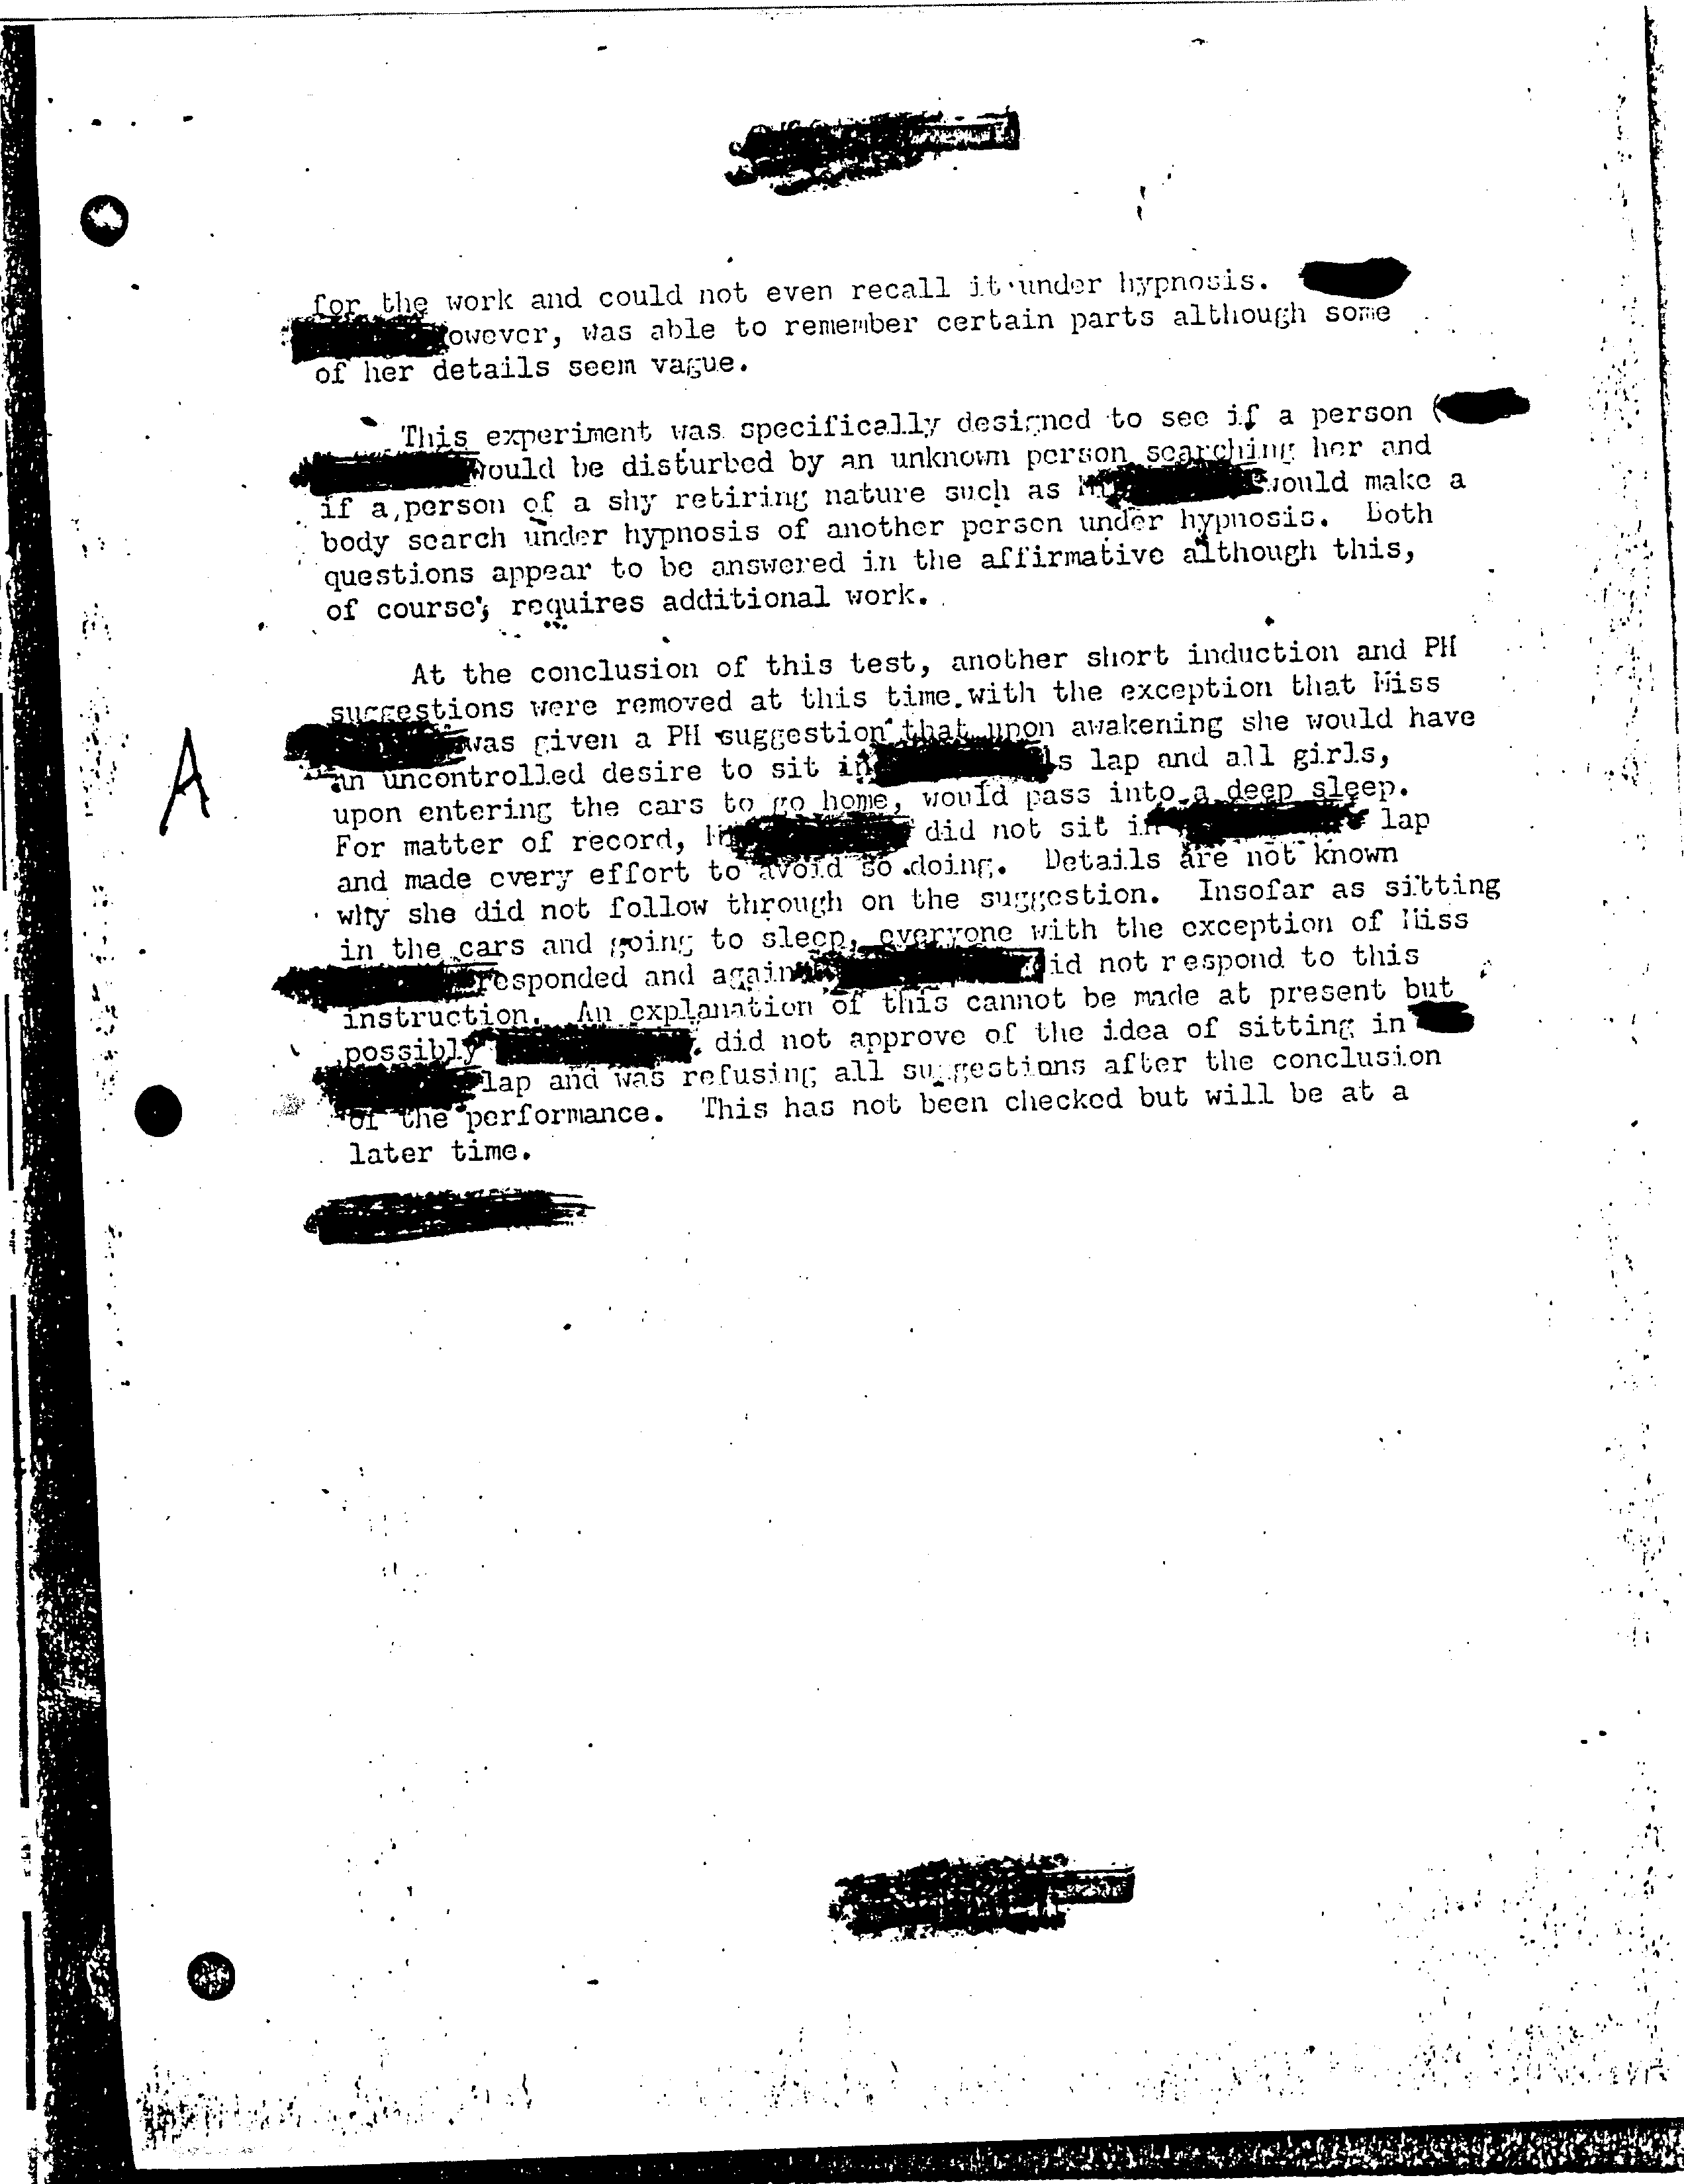 for the work and could not even recall it under hypnosis.
owever, was able to remember certain parts although some
of her details seem vague.
This experiment was specifically designed to see if a person (
would be disturbed by an unknown person searching her and
if a person of a shy retiring nature such as would make a
body search under hypnosis of another person under hypnosis. Both
questions appear to be answered in the affirmative although this,
of course, requires additional work.
At the conclusion of this test, another short induction and PH
suggestions were removed at this time with the exception that Miss
A
was given a PH suggestion that upon awakening she would have
an uncontrolled desire to sit in s lap and all girls,
upon entering the cars to go home, would pass into a deep sleep.
For matter of record, did not sit in lap
and made every effort to avoid so doing. Details are not known
why she did not follow through on the suggestion. Insofar as sitting
in the cars and going to sleep, everyone with the exception of Miss
responded and again did not respond to this
instruction. An explanation of this cannot be made at present but
possibly did not approve of the idea of sitting in
lap and was refusing all suggestions after the conclusion
of the performance. This has not been checked but will be at a
later time.